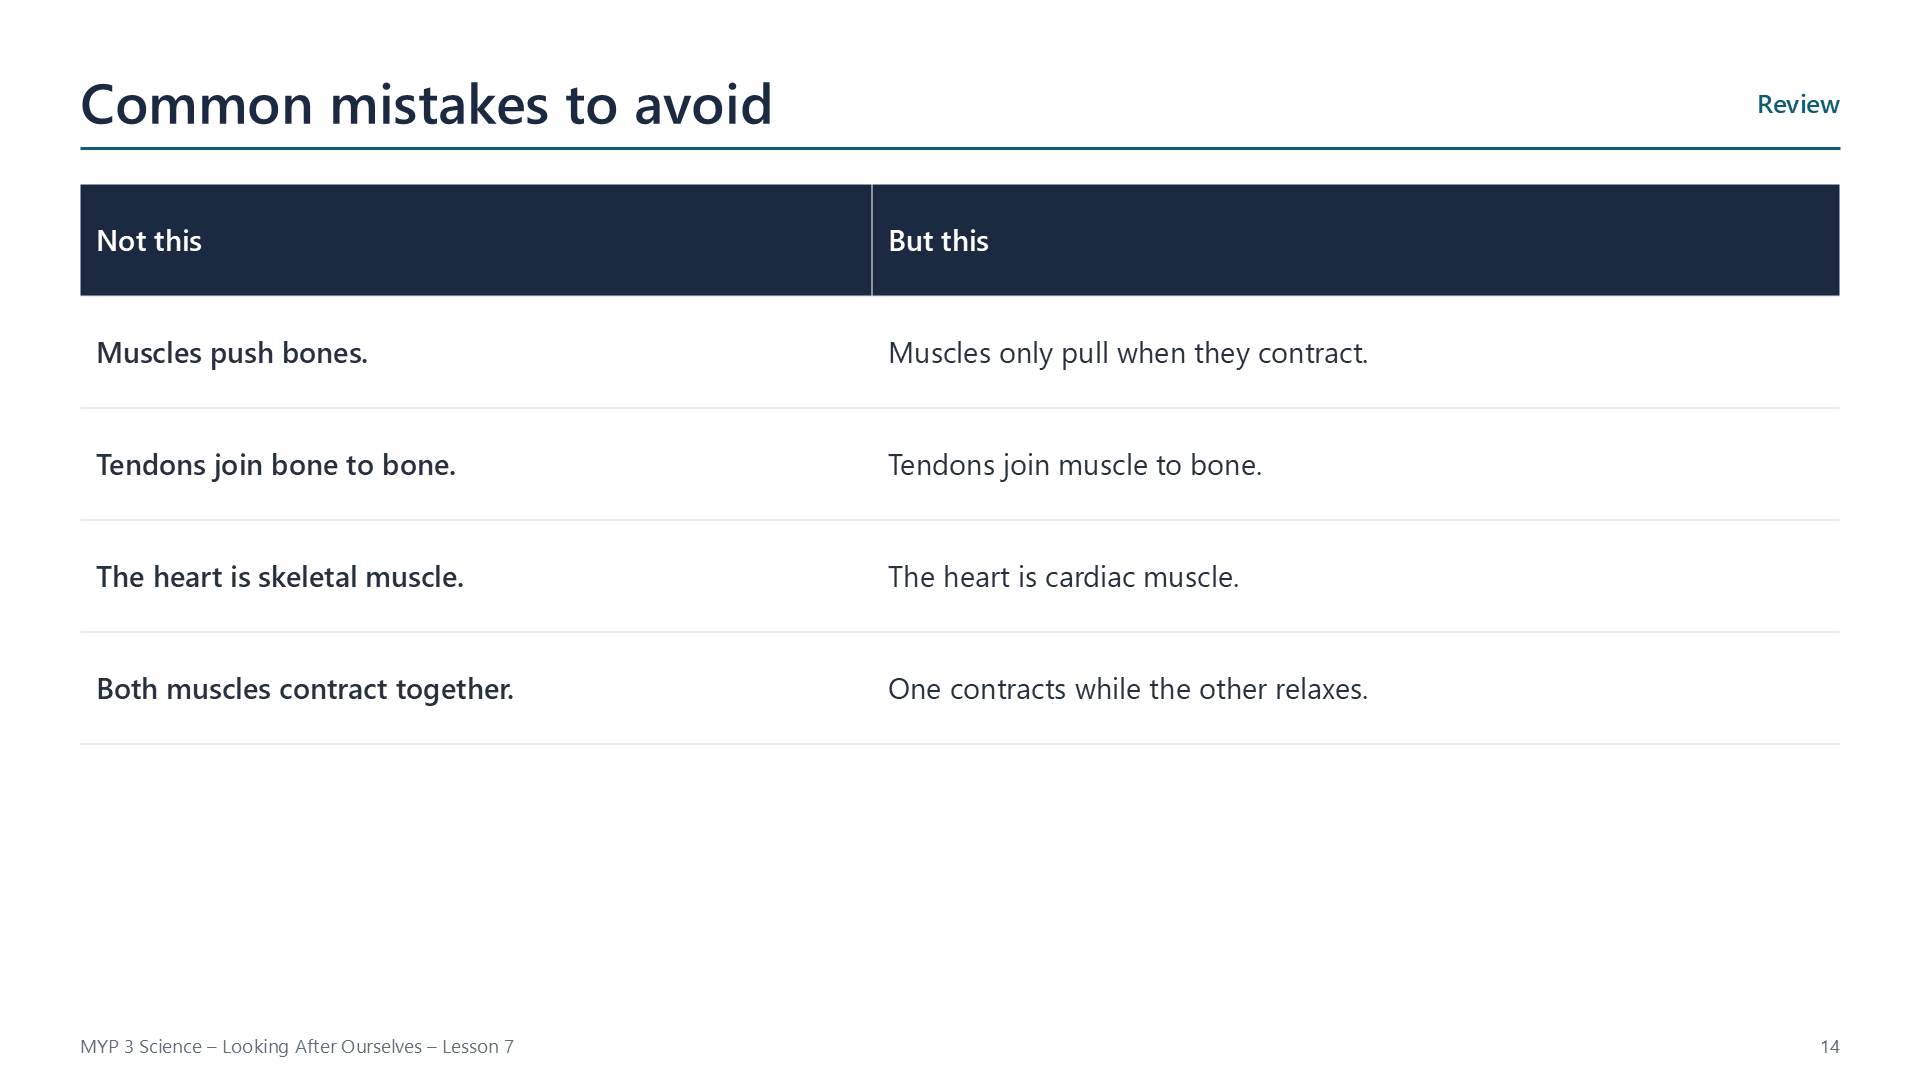 Common mistakes to avoid
Review
Not this
But this
Muscles push bones.
Muscles only pull when they contract.
Tendons join bone to bone.
Tendons join muscle to bone.
The heart is skeletal muscle.
The heart is cardiac muscle.
Both muscles contract together.
One contracts while the other relaxes.
MYP 3 Science – Looking After Ourselves – Lesson 7
14